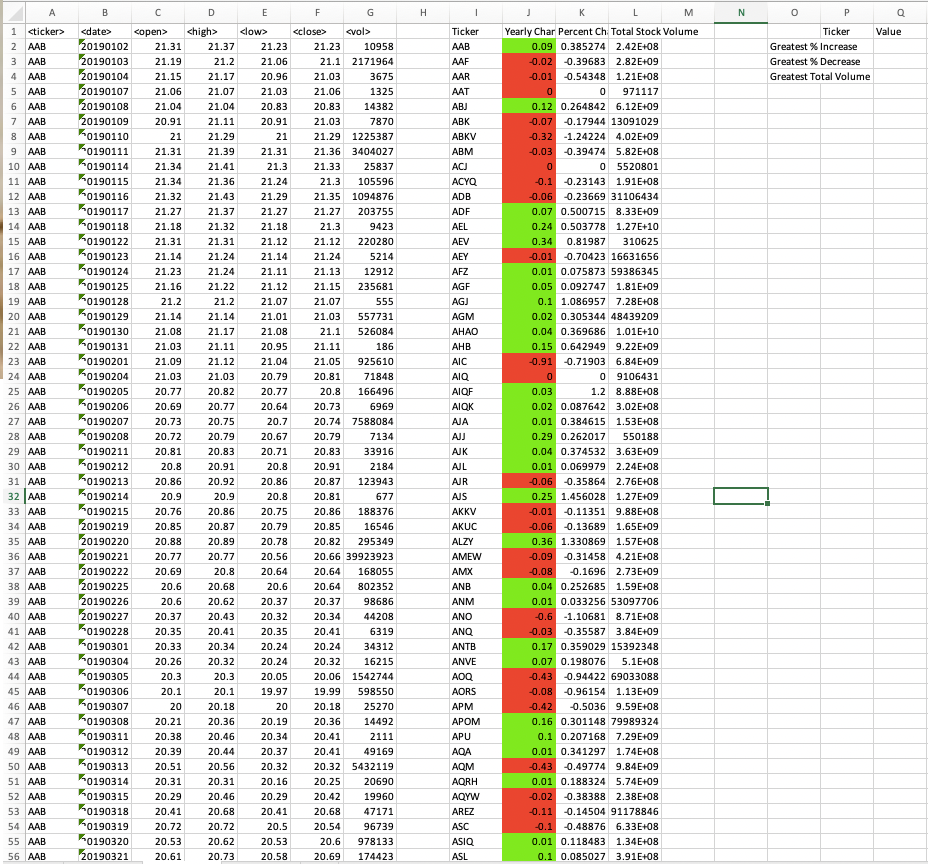 A B C D E F G H I J K L M N O P Q
1 <ticker> <date> <open> <high> <low> <close> <vol> Ticker Yearly Char Percent Ch Total Stock Volume Ticker Value
2 AAB 20190102 21.31 21.37 21.23 21.23 10958 AAB 0.09 0.385274 2.42E+08 Greatest % Increase
3 AAB 20190103 21.19 21.2 21.06 21.1 2171964 AAF -0.02 -0.39683 2.82E+09 Greatest % Decrease
4 AAB 20190104 21.15 21.17 20.96 21.03 3675 AAR -0.01 -0.54348 1.21E+08 Greatest Total Volume
5 AAB 20190107 21.06 21.07 21.03 21.06 1325 AAT 0 0 971117
6 AAB 20190108 21.04 21.04 20.83 20.83 14382 ABJ 0.12 0.264842 6.12E+09
7 AAB 20190109 20.91 21.11 20.91 21.03 7870 ABK -0.07 -0.17944 13091029
8 AAB 20190110 21 21.29 21 21.29 1225387 ABKV -0.32 -1.24224 4.02E+09
9 AAB 20190111 21.31 21.39 21.31 21.36 3404027 ABM -0.03 -0.39474 5.82E+08
10 AAB 20190114 21.34 21.41 21.3 21.33 25837 ACJ 0 0 5520801
11 AAB 20190115 21.34 21.36 21.24 21.3 105596 ACYQ -0.1 -0.23143 1.91E+08
12 AAB 20190116 21.32 21.43 21.29 21.35 1094876 ADB -0.06 -0.23669 31106434
13 AAB 20190117 21.27 21.37 21.27 21.27 203755 ADF 0.07 0.500715 8.33E+09
14 AAB 20190118 21.18 21.32 21.18 21.3 9423 AEL 0.24 0.503778 1.27E+10
15 AAB 20190122 21.31 21.31 21.12 21.12 220280 AEV 0.34 0.81987 310625
16 AAB 20190123 21.14 21.24 21.14 21.24 5214 AEY -0.01 -0.70423 16631656
17 AAB 20190124 21.23 21.24 21.11 21.13 12912 AFZ 0.01 0.075873 59386345
18 AAB 20190125 21.16 21.22 21.12 21.15 235681 AGF 0.05 0.092747 1.81E+09
19 AAB 20190128 21.2 21.2 21.07 21.07 555 AGJ 0.1 1.086957 7.28E+08
20 AAB 20190129 21.14 21.14 21.01 21.03 557731 AGM 0.02 0.305344 48439209
21 AAB 20190130 21.08 21.17 21.08 21.1 526084 AHAO 0.04 0.369686 1.01E+10
22 AAB 20190131 21.03 21.11 20.95 21.11 186 AHB 0.15 0.642949 9.22E+09
23 AAB 20190201 21.09 21.12 21.04 21.05 925610 AIC -0.91 -0.71903 6.84E+09
24 AAB 20190204 21.03 21.03 20.79 20.81 71848 AIQ 0 0 9106431
25 AAB 20190205 20.77 20.82 20.77 20.8 166496 AIQF 0.03 1.2 8.88E+08
26 AAB 20190206 20.69 20.77 20.64 20.73 6969 AIQK 0.02 0.087642 3.02E+08
27 AAB 20190207 20.73 20.75 20.7 20.74 7588084 AJA 0.01 0.384615 1.53E+08
28 AAB 20190208 20.72 20.79 20.67 20.79 7134 AJJ 0.29 0.262017 550188
29 AAB 20190211 20.81 20.83 20.71 20.83 33916 AJK 0.04 0.374532 3.63E+09
30 AAB 20190212 20.8 20.91 20.8 20.91 2184 AJL 0.01 0.069979 2.24E+08
31 AAB 20190213 20.86 20.92 20.86 20.87 123943 AJR -0.06 -0.35864 2.76E+08
32 AAB 20190214 20.9 20.9 20.8 20.81 677 AJS 0.25 1.456028 1.27E+09
33 AAB 20190215 20.76 20.86 20.75 20.86 188376 AKKV -0.01 -0.11351 9.88E+08
34 AAB 20190219 20.85 20.87 20.79 20.85 16546 AKUC -0.06 -0.13689 1.65E+09
35 AAB 20190220 20.88 20.89 20.78 20.82 295349 ALZY 0.36 1.330869 1.57E+08
36 AAB 20190221 20.77 20.77 20.56 20.66 39923923 AMEW -0.09 -0.31458 4.21E+08
37 AAB 20190222 20.69 20.8 20.64 20.64 168055 AMX -0.08 -0.1696 2.73E+09
38 AAB 20190225 20.6 20.68 20.6 20.64 802352 ANB 0.04 0.252685 1.59E+08
39 AAB 20190226 20.6 20.62 20.37 20.37 98686 ANM 0.01 0.033256 53097706
40 AAB 20190227 20.37 20.43 20.32 20.34 44208 ANO -0.6 -1.10681 8.71E+08
41 AAB 20190228 20.35 20.41 20.35 20.41 6319 ANQ -0.03 -0.35587 3.84E+09
42 AAB 20190301 20.33 20.34 20.24 20.24 34312 ANTB 0.17 0.359029 15392348
43 AAB 20190304 20.26 20.32 20.24 20.32 16215 ANVE 0.07 0.198076 5.1E+08
44 AAB 20190305 20.3 20.3 20.05 20.06 1542744 AOQ -0.43 -0.94422 69033088
45 AAB 20190306 20.1 20.1 19.97 19.99 598550 AORS -0.08 -0.96154 1.13E+09
46 AAB 20190307 20 20.18 20 20.18 25270 APM -0.42 -0.5036 9.59E+08
47 AAB 20190308 20.21 20.36 20.19 20.36 14492 APOM 0.16 0.301148 79989324
48 AAB 20190311 20.38 20.46 20.34 20.41 2111 APU 0.1 0.207168 7.29E+09
49 AAB 20190312 20.39 20.44 20.37 20.41 49169 AQA 0.01 0.341297 1.74E+08
50 AAB 20190313 20.51 20.56 20.32 20.32 5432119 AQM -0.43 -0.49774 9.84E+09
51 AAB 20190314 20.31 20.31 20.16 20.25 20690 AQRH 0.01 0.188324 5.74E+09
52 AAB 20190315 20.29 20.46 20.29 20.42 19960 AQYW -0.02 -0.38388 2.38E+08
53 AAB 20190318 20.41 20.68 20.41 20.68 47171 AREZ -0.11 -0.14504 91178846
54 AAB 20190319 20.72 20.72 20.5 20.54 96739 ASC -0.1 -0.48876 6.33E+08
55 AAB 20190320 20.53 20.62 20.53 20.6 978133 ASIQ 0.01 0.118483 1.34E+08
56 AAB 20190321 20.61 20.73 20.58 20.69 174423 ASL 0.1 0.085027 3.91E+08